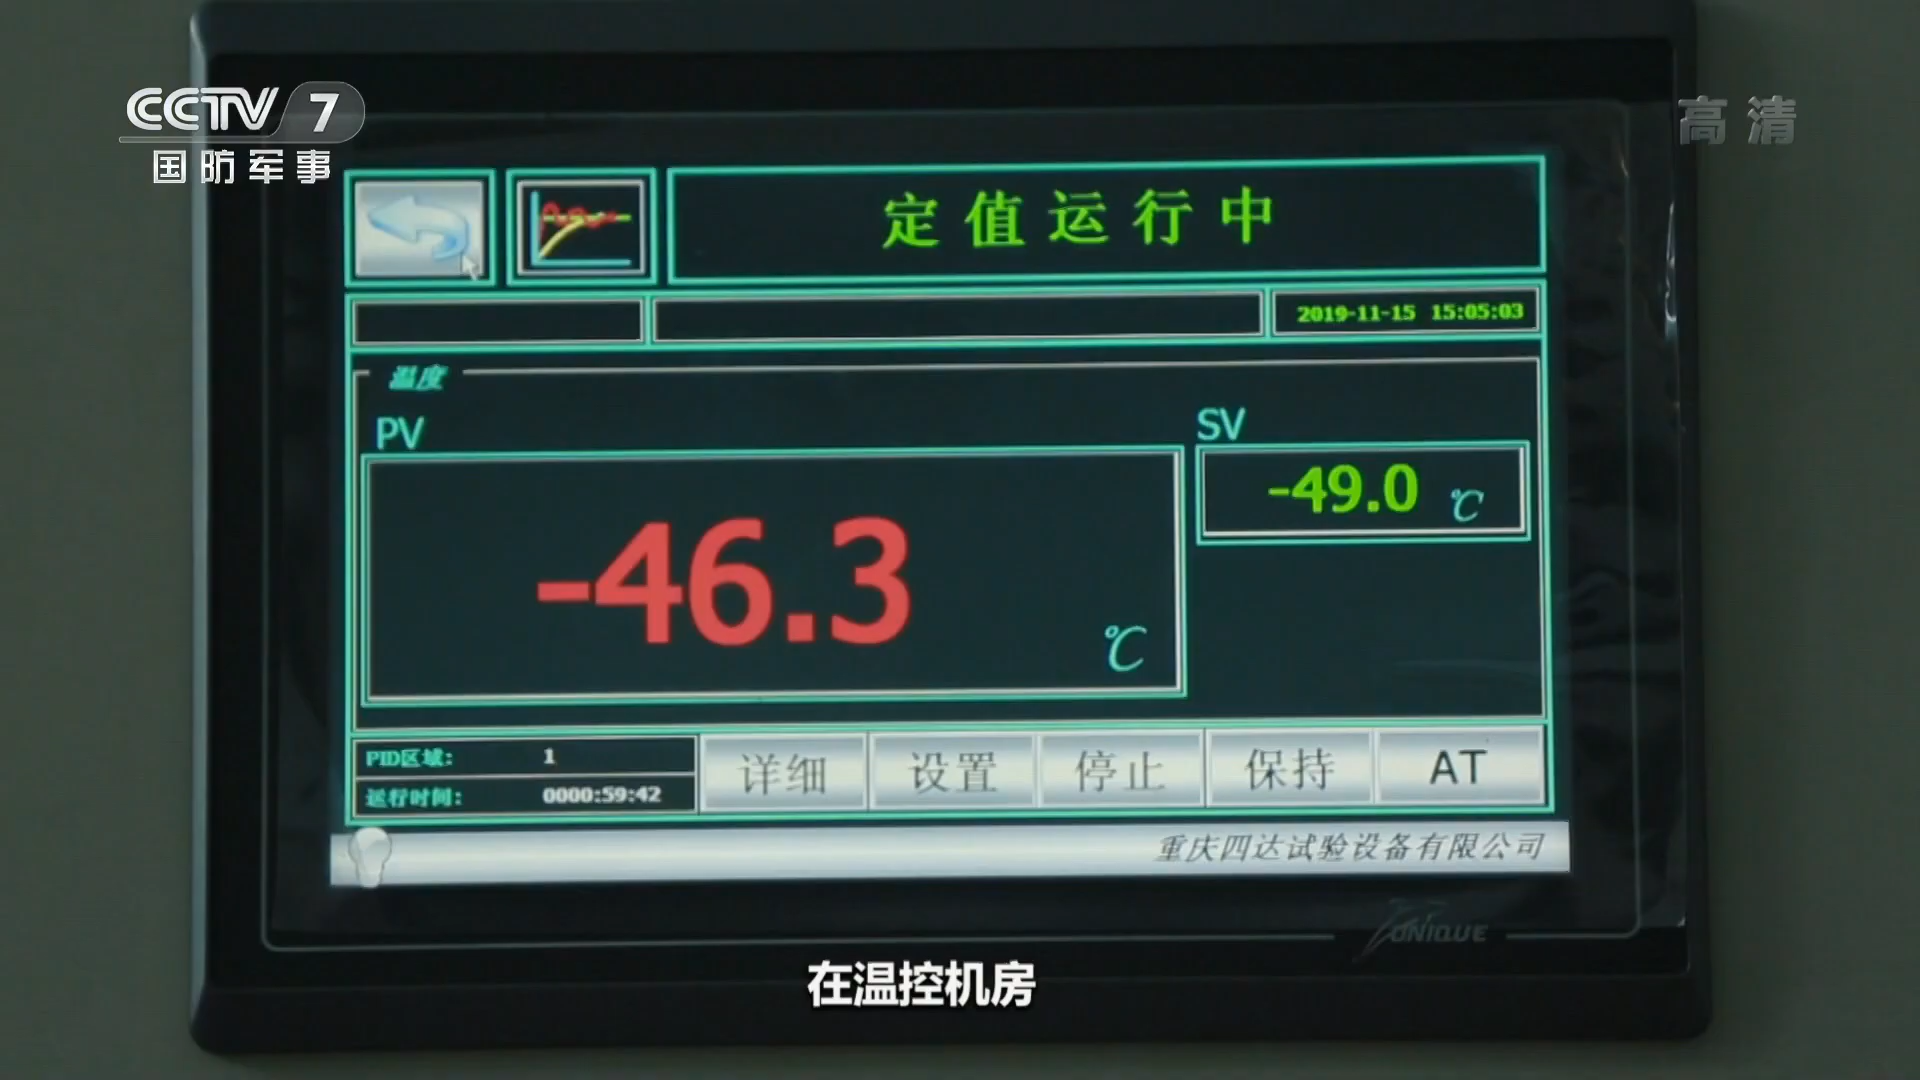 CCTV 7
国防军事
高清
定值运行中
2019-11-15 15:05:03
温度
PV
SV
-46.3 ℃
-49.0 ℃
PID区域: 1
运行时间: 0000:59:42
详细 设置 停止 保持 AT
重庆四达试验设备有限公司
UNIQUE
在温控机房